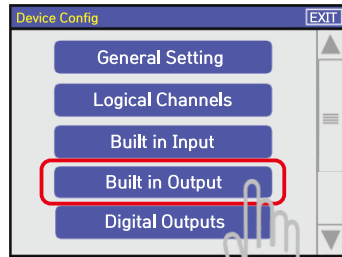 Device Config EXIT
General Setting
Logical Channels
Built in Input
Built in Output
Digital Outputs